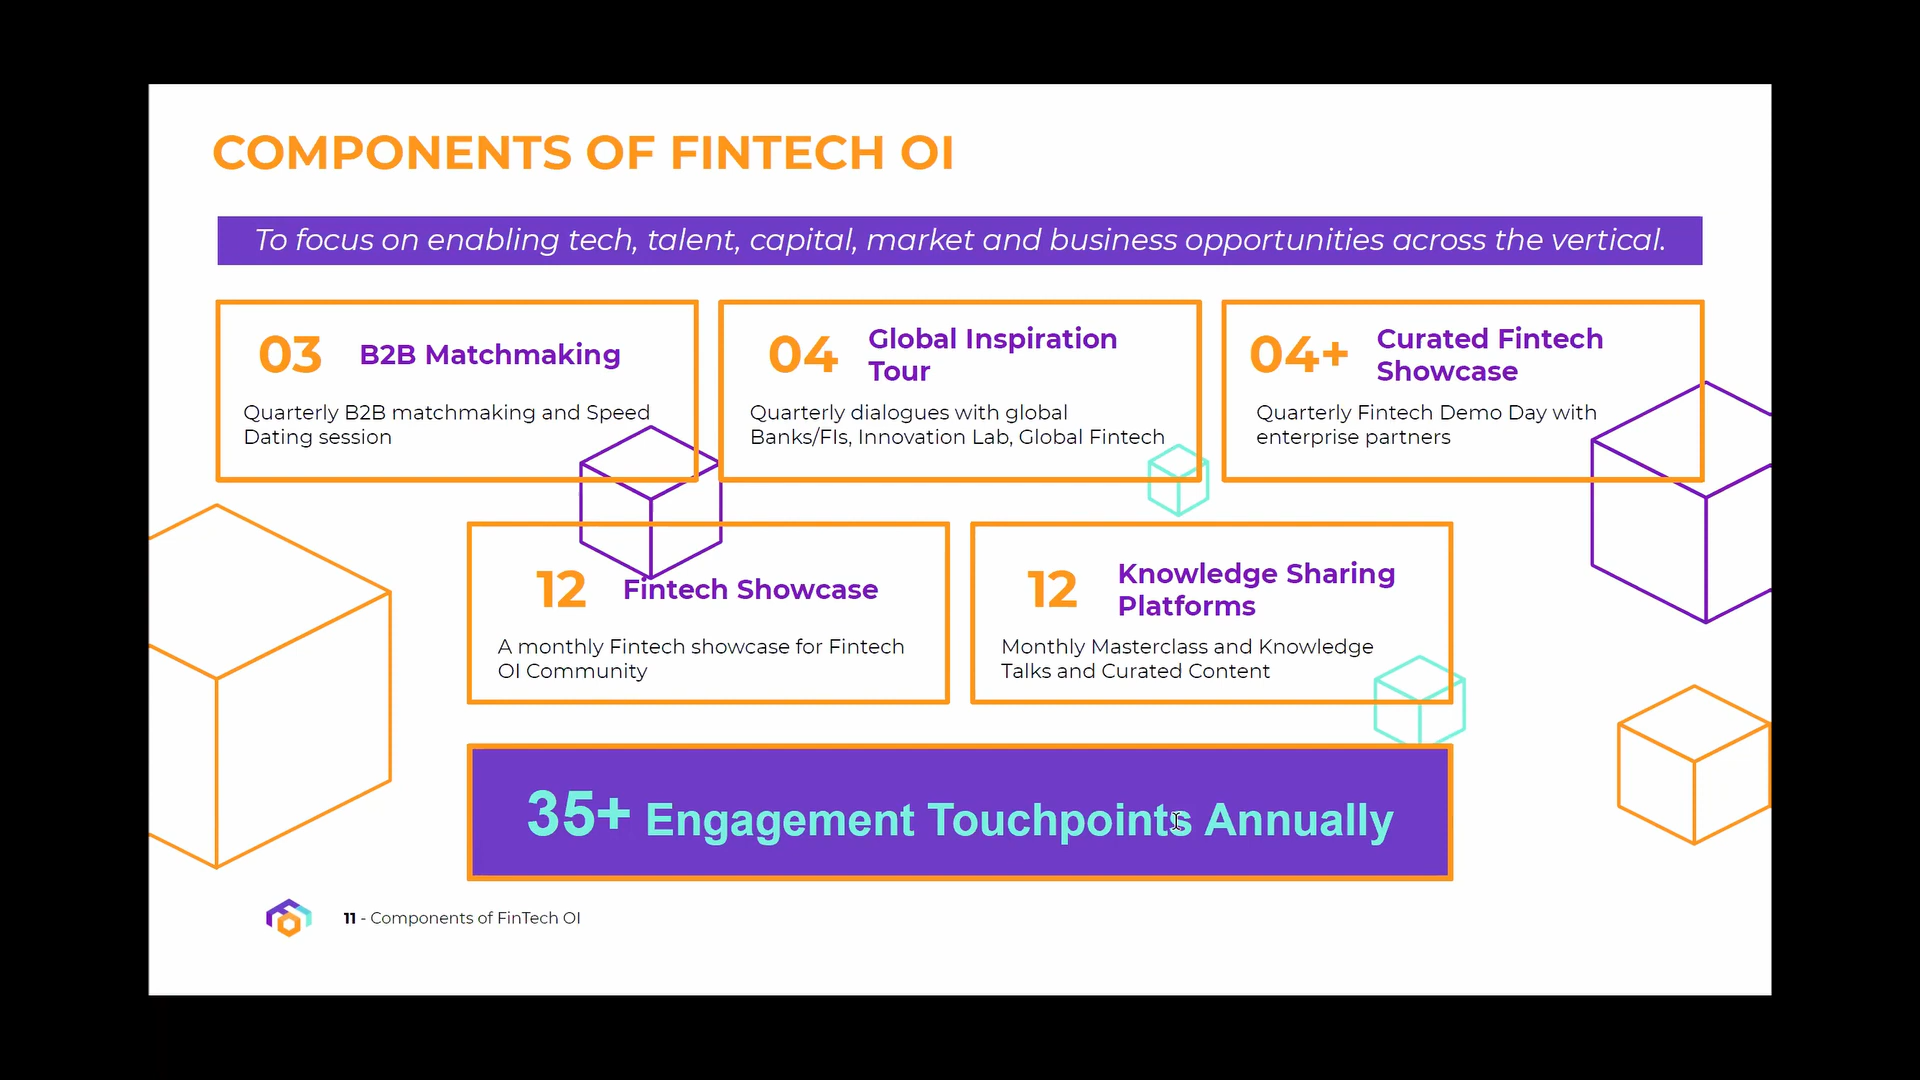 COMPONENTS OF FINTECH OI
To focus on enabling tech, talent, capital, market and business opportunities across the vertical.
03 B2B Matchmaking
Quarterly B2B matchmaking and Speed
Dating session
04 Global Inspiration
Tour
Quarterly dialogues with global
Banks/FIs, Innovation Lab, Global Fintech
04+ Curated Fintech
Showcase
Quarterly Fintech Demo Day with
enterprise partners
12 Fintech Showcase
A monthly Fintech showcase for Fintech
OI Community
12 Knowledge Sharing
Platforms
Monthly Masterclass and Knowledge
Talks and Curated Content
35+ Engagement Touchpoints Annually
11 - Components of FinTech OI